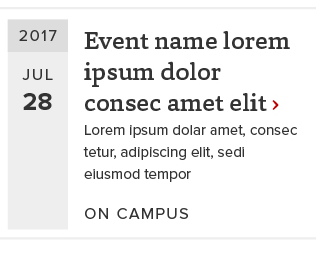 2017
JUL
28
Event name lorem
ipsum dolor
consec amet elit ›
Lorem ipsum dolar amet, consec
tetur, adipiscing elit, sedi
eiusmod tempor
ON CAMPUS